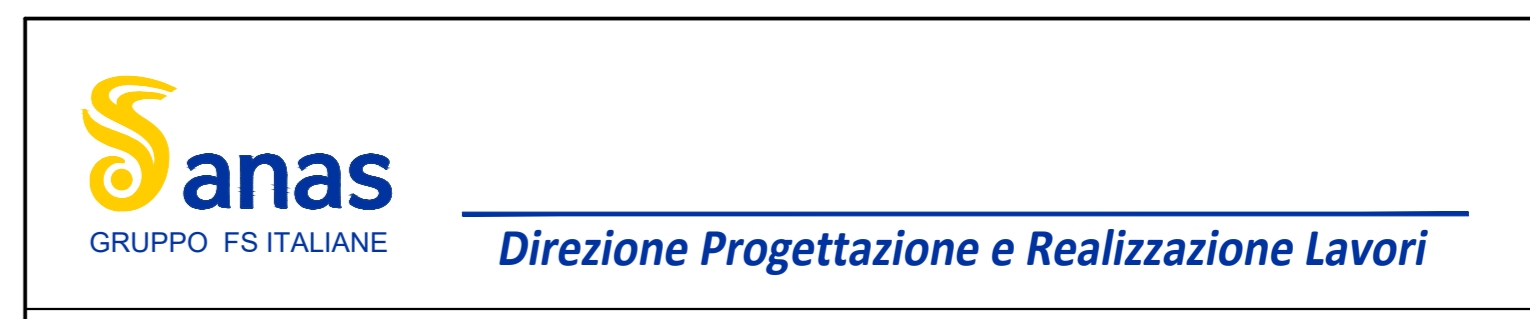 anas
GRUPPO FS ITALIANE
Direzione Progettazione e Realizzazione Lavori